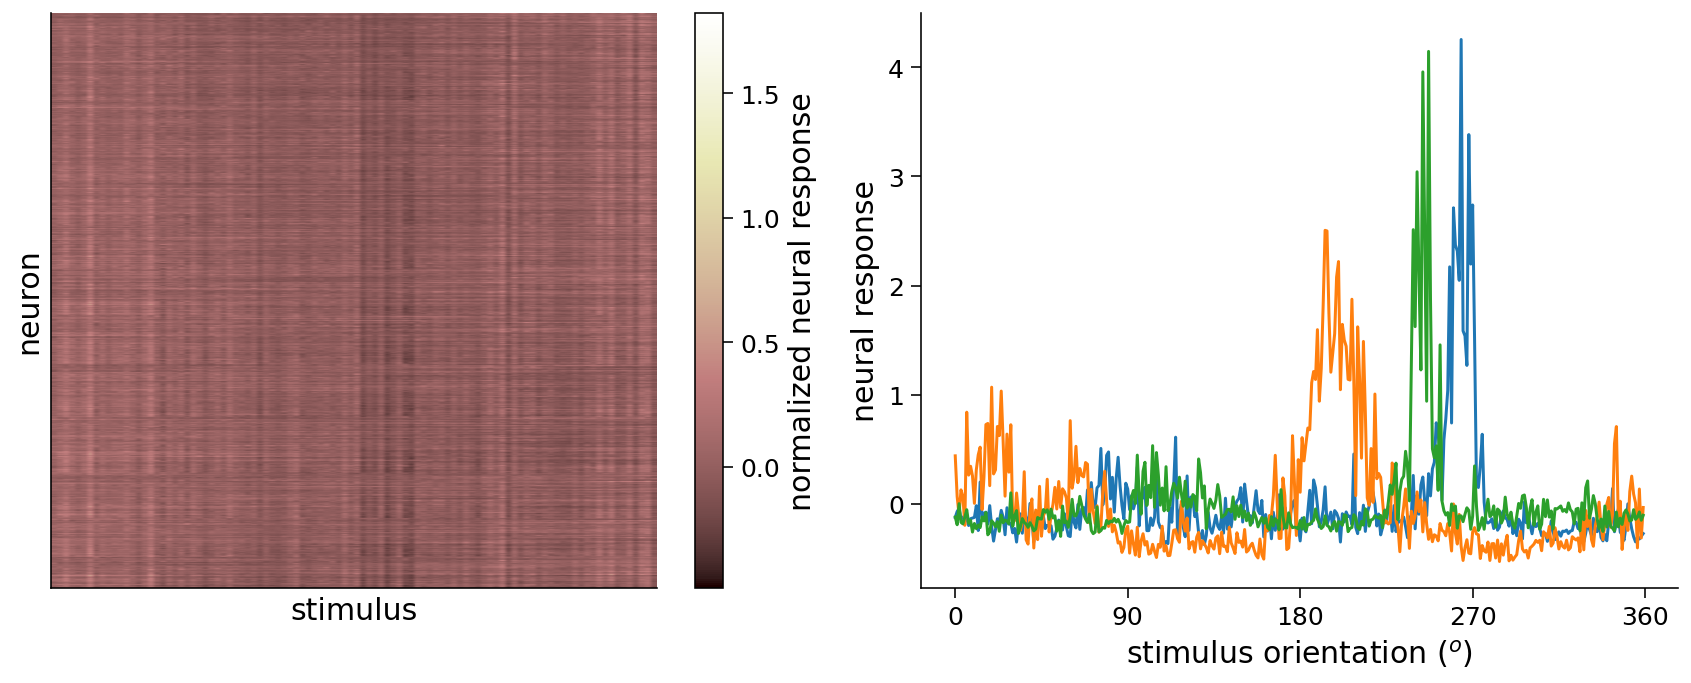 neuron
stimulus
1.5
1.0
0.5
0.0
normalized neural response
neural response
4
3
2
1
0
0 90 180 270 360
stimulus orientation (ᵒ)